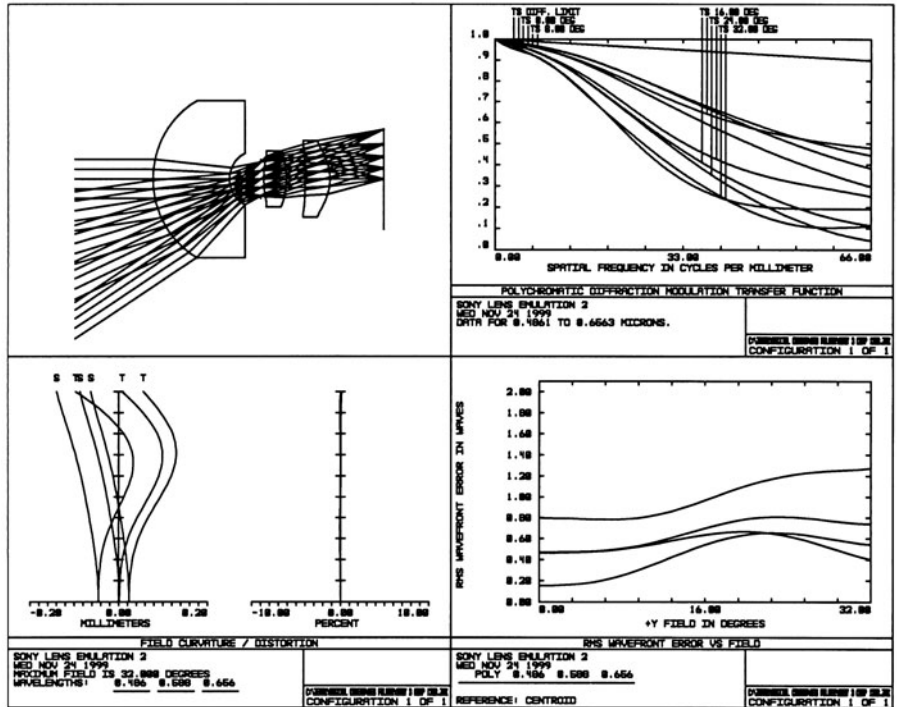 TS DIFF. LIMIT
TS 0.00 DEG
TS 8.00 DEG
TS 16.00 DEG
TS 24.00 DEG
TS 32.00 DEG
1.0
.9
.8
.7
.6
.5
.4
.3
.2
.1
.0
0.00 33.00 66.00
SPATIAL FREQUENCY IN CYCLES PER MILLIMETER
POLYCHROMATIC DIFFRACTION MODULATION TRANSFER FUNCTION
SONY LENS EMULATION 2
WED NOV 24 1999
DATA FOR 0.4861 TO 0.6563 MICRONS.
CONFIGURATION 1 OF 1
S TS S T T
-0.20 0.00 0.20
MILLIMETERS
-10.00 0.00 10.00
PERCENT
FIELD CURVATURE / DISTORTION
SONY LENS EMULATION 2
WED NOV 24 1999
MAXIMUM FIELD IS 32.000 DEGREES
WAVELENGTHS: 0.486 0.588 0.656
CONFIGURATION 1 OF 1
2.00
1.80
1.60
1.40
1.20
1.00
0.80
0.60
0.40
0.20
0.00
RMS WAVEFRONT ERROR IN WAVES
0.00 16.00 32.00
+Y FIELD IN DEGREES
RMS WAVEFRONT ERROR VS FIELD
SONY LENS EMULATION 2
WED NOV 24 1999
POLY 0.486 0.588 0.656
REFERENCE: CENTROID
CONFIGURATION 1 OF 1